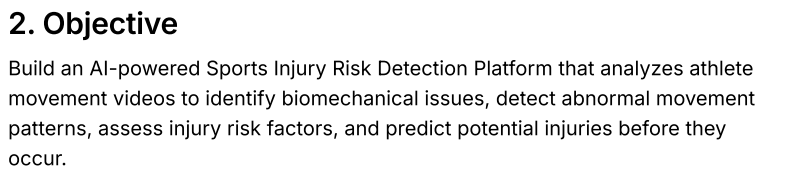 2. Objective
Build an AI-powered Sports Injury Risk Detection Platform that analyzes athlete
movement videos to identify biomechanical issues, detect abnormal movement
patterns, assess injury risk factors, and predict potential injuries before they
occur.